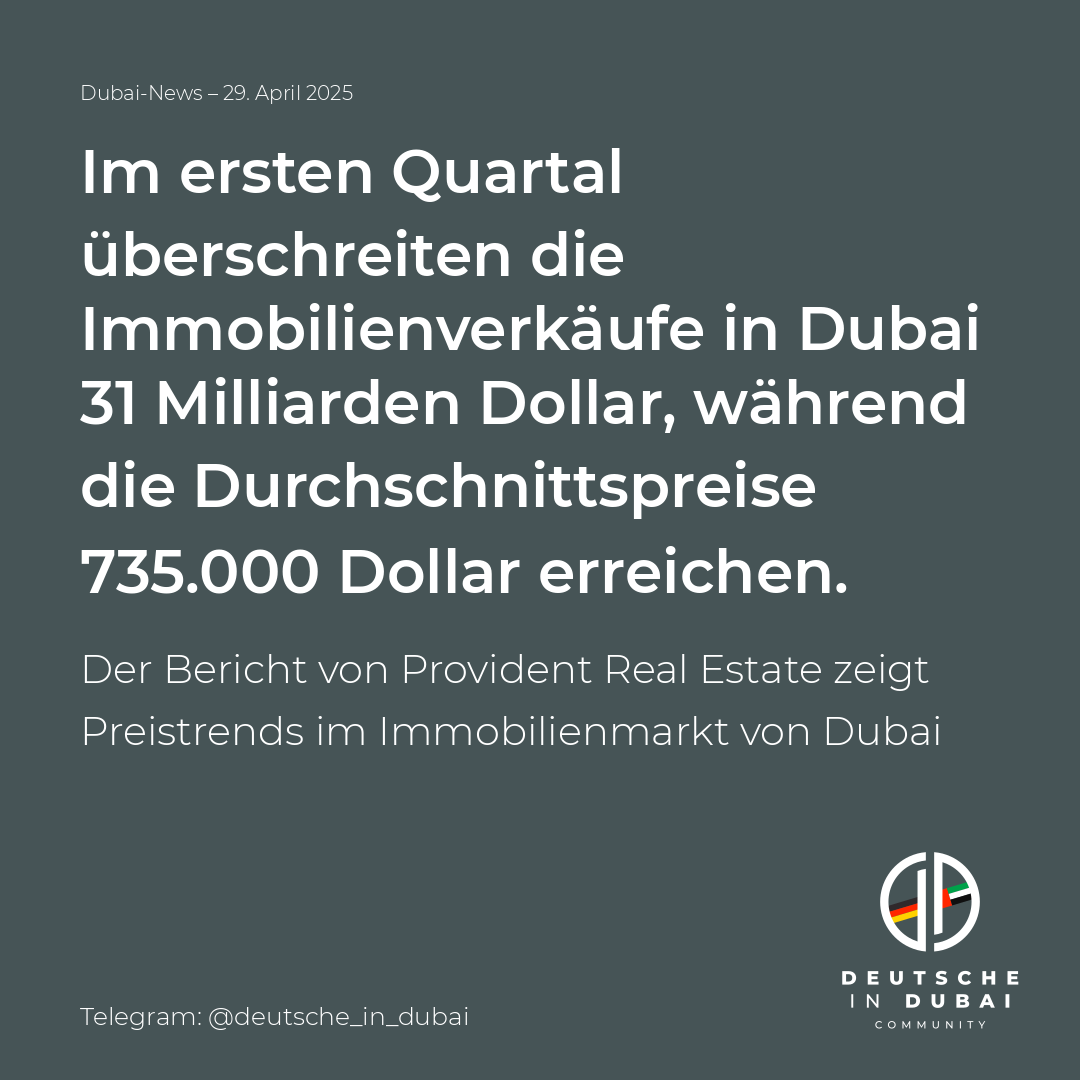 Dubai-News – 29. April 2025
Im ersten Quartal
überschreiten die
Immobilienverkäufe in Dubai
31 Milliarden Dollar, während
die Durchschnittspreise
735.000 Dollar erreichen.
Der Bericht von Provident Real Estate zeigt
Preistrends im Immobilienmarkt von Dubai
DEUTSCHE
IN DUBAI
COMMUNITY
Telegram: @deutsche_in_dubai